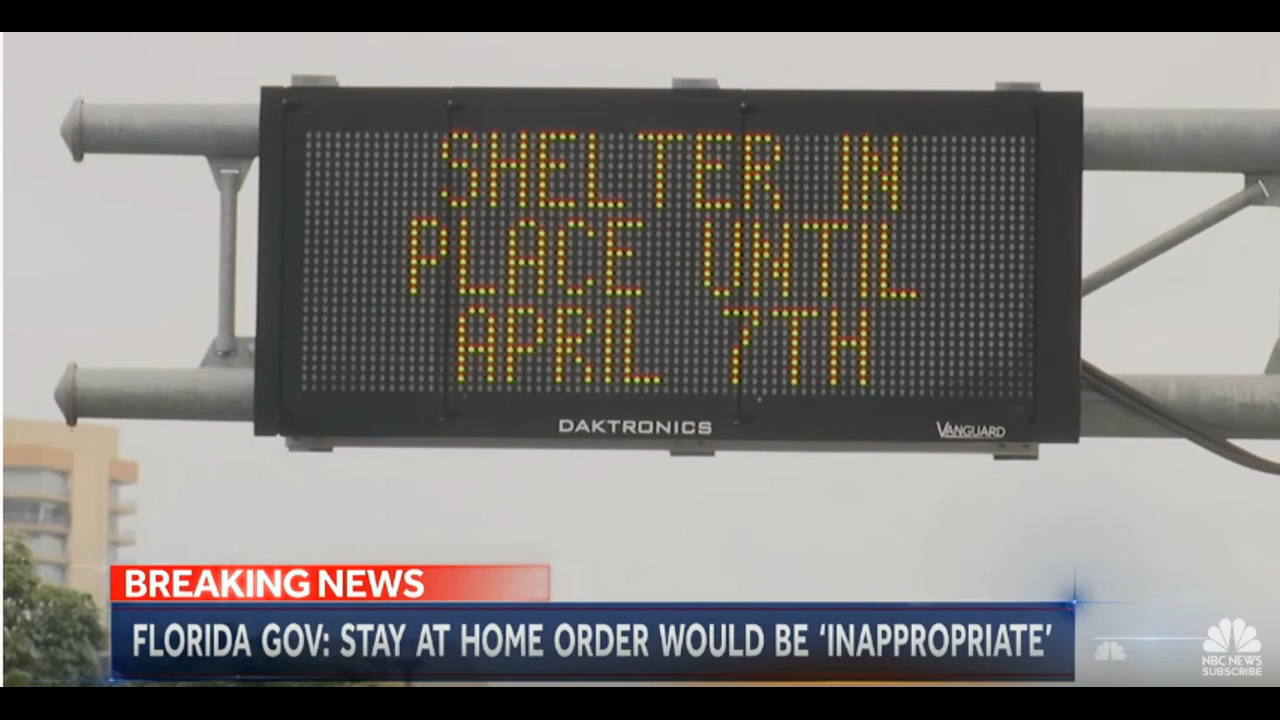 SHELTER IN
PLACE UNTIL
APRIL 7TH
DAKTRONICS
VANGUARD
BREAKING NEWS
FLORIDA GOV: STAY AT HOME ORDER WOULD BE 'INAPPROPRIATE'
NBC NEWS
SUBSCRIBE